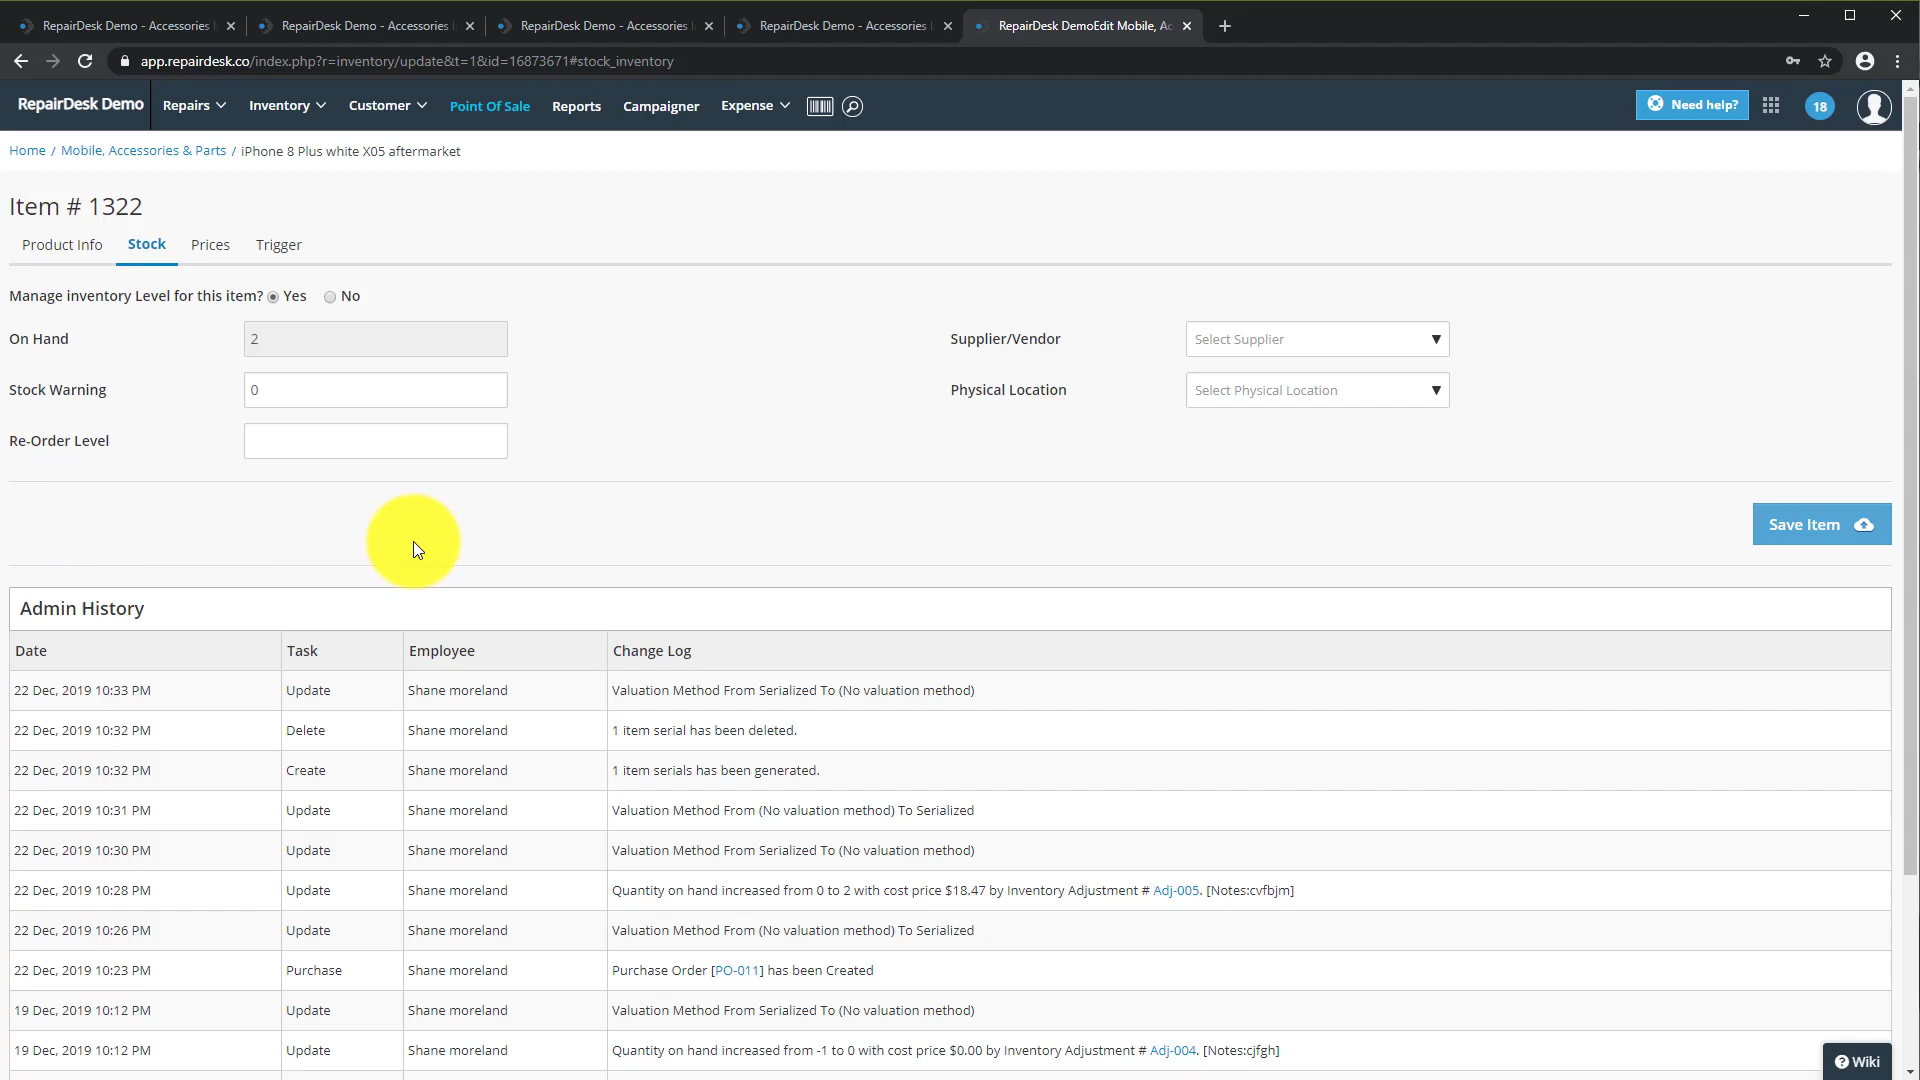 RepairDesk Demo - Accessories
RepairDesk Demo - Accessories
RepairDesk Demo - Accessories
RepairDesk Demo - Accessories
RepairDesk DemoEdit Mobile, Ac
app.repairdesk.co/index.php?r=inventory/update&t=1&id=16873671#stock_inventory
RepairDesk Demo Repairs Inventory Customer Point Of Sale Reports Campaigner Expense Need help? 18
Home / Mobile, Accessories & Parts / iPhone 8 Plus white X05 aftermarket
Item # 1322
Product Info Stock Prices Trigger
Manage inventory Level for this item? Yes No
On Hand 2 Supplier/Vendor Select Supplier
Stock Warning 0 Physical Location Select Physical Location
Re-Order Level
Save Item
Admin History
Date Task Employee Change Log
22 Dec, 2019 10:33 PM Update Shane moreland Valuation Method From Serialized To (No valuation method)
22 Dec, 2019 10:32 PM Delete Shane moreland 1 item serial has been deleted.
22 Dec, 2019 10:32 PM Create Shane moreland 1 item serials has been generated.
22 Dec, 2019 10:31 PM Update Shane moreland Valuation Method From (No valuation method) To Serialized
22 Dec, 2019 10:30 PM Update Shane moreland Valuation Method From Serialized To (No valuation method)
22 Dec, 2019 10:28 PM Update Shane moreland Quantity on hand increased from 0 to 2 with cost price $18.47 by Inventory Adjustment # Adj-005. [Notes:cvfbjm]
22 Dec, 2019 10:26 PM Update Shane moreland Valuation Method From (No valuation method) To Serialized
22 Dec, 2019 10:23 PM Purchase Shane moreland Purchase Order [PO-011] has been Created
19 Dec, 2019 10:12 PM Update Shane moreland Valuation Method From Serialized To (No valuation method)
19 Dec, 2019 10:12 PM Update Shane moreland Quantity on hand increased from -1 to 0 with cost price $0.00 by Inventory Adjustment # Adj-004. [Notes:cjfgh]
Wiki